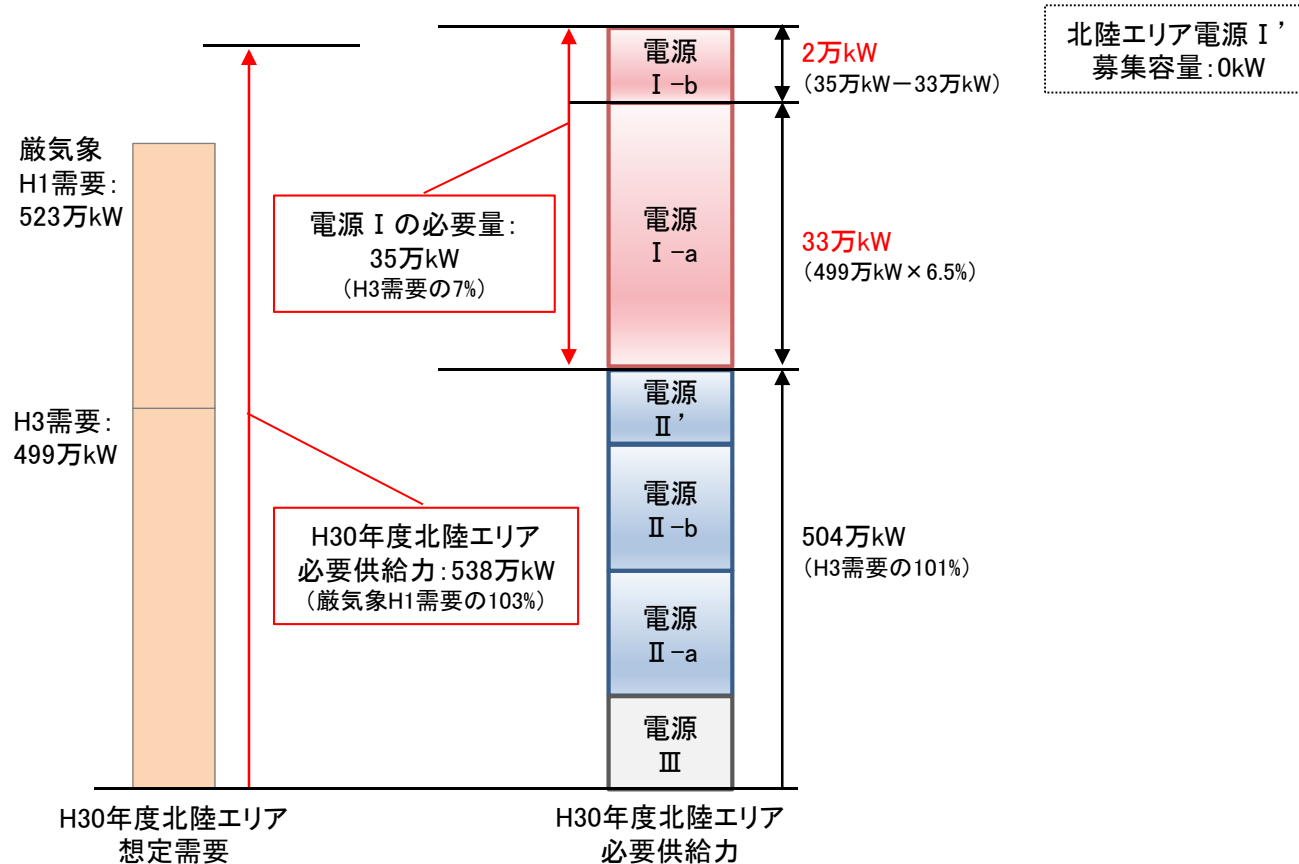 北陸エリア電源Ⅰ’
募集容量:0kW
厳気象
H1需要:
523万kW
H3需要:
499万kW
電源Ⅰの必要量:
35万kW
(H3需要の7%)
H30年度北陸エリア
必要供給力:538万kW
(厳気象H1需要の103%)
電源
Ⅰ-b
電源
Ⅰ-a
電源
Ⅱ’
電源
Ⅱ-b
電源
Ⅱ-a
電源
Ⅲ
2万kW
(35万kW-33万kW)
33万kW
(499万kW×6.5%)
504万kW
(H3需要の101%)
H30年度北陸エリア
想定需要
H30年度北陸エリア
必要供給力